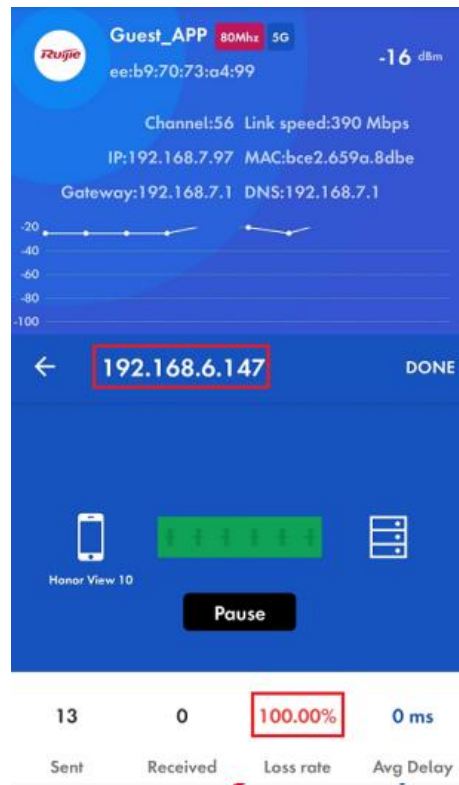 Ruijie
Guest_APP 80Mhz 5G
ee:b9:70:73:a4:99
-16 dBm
Channel:56 Link speed:390 Mbps
IP:192.168.7.97 MAC:bce2.659a.8dbe
Gateway:192.168.7.1 DNS:192.168.7.1
-20
-40
-60
-80
-100
192.168.6.147 DONE
Honor View 10
Pause
13 0 100.00% 0 ms
Sent Received Loss rate Avg Delay